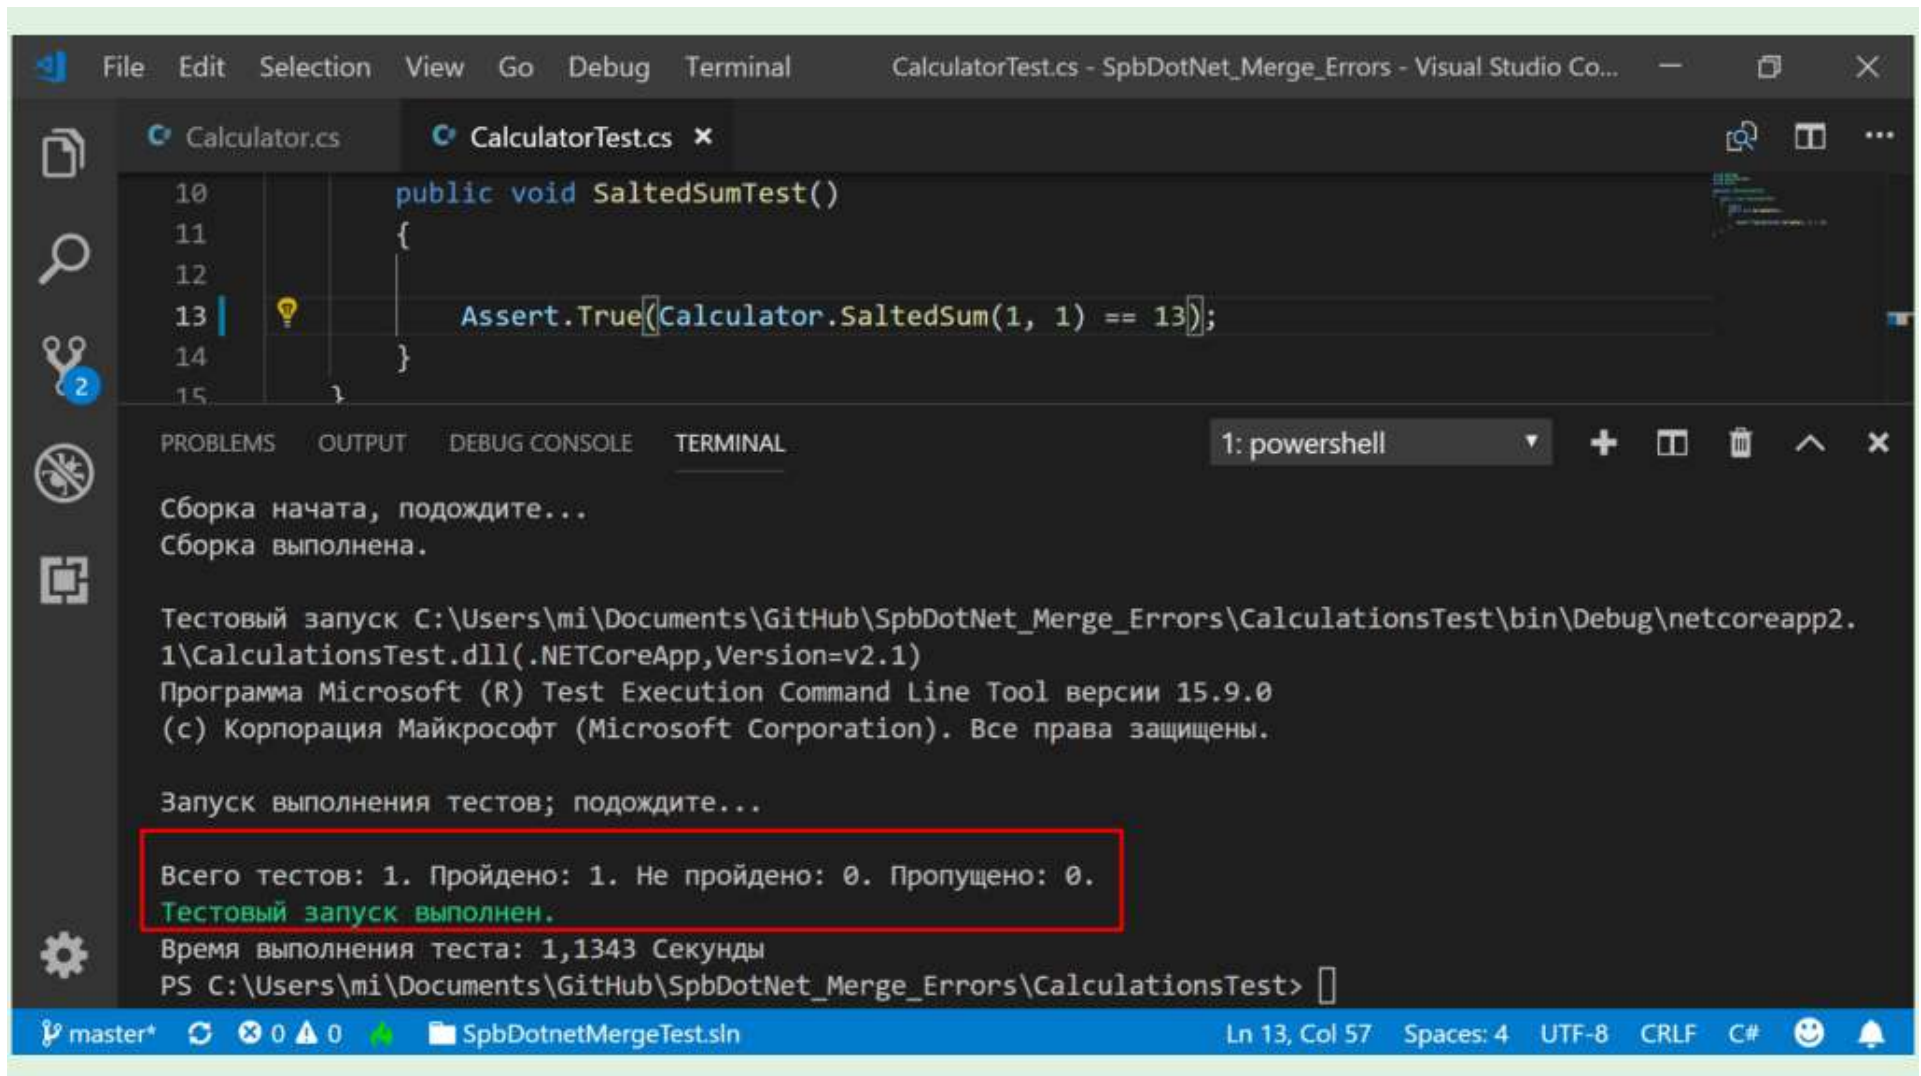 File Edit Selection View Go Debug Terminal CalculatorTest.cs - SpbDotNet_Merge_Errors - Visual Studio Co...
Calculator.cs CalculatorTest.cs
10 public void SaltedSumTest()
11 {
12
13 Assert.True(Calculator.SaltedSum(1, 1) == 13);
14 }
15 }
2
PROBLEMS OUTPUT DEBUG CONSOLE TERMINAL 1: powershell
Сборка начата, подождите...
Сборка выполнена.
Тестовый запуск C:\Users\mi\Documents\GitHub\SpbDotNet_Merge_Errors\CalculationsTest\bin\Debug\netcoreapp2.
1\CalculationsTest.dll(.NETCoreApp,Version=v2.1)
Программа Microsoft (R) Test Execution Command Line Tool версии 15.9.0
(c) Корпорация Майкрософт (Microsoft Corporation). Все права защищены.
Запуск выполнения тестов; подождите...
Всего тестов: 1. Пройдено: 1. Не пройдено: 0. Пропущено: 0.
Тестовый запуск выполнен.
Время выполнения теста: 1,1343 Секунды
PS C:\Users\mi\Documents\GitHub\SpbDotNet_Merge_Errors\CalculationsTest>
master* 0 0 SpbDotnetMergeTest.sln Ln 13, Col 57 Spaces: 4 UTF-8 CRLF C#